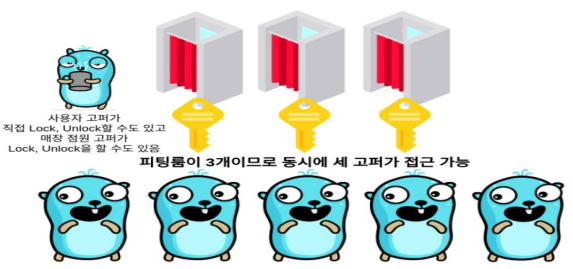 사용자 고퍼가
직접 Lock, Unlock할 수도 있고
매장 점원 고퍼가
Lock, Unlock을 할 수도 있음
피팅룸이 3개이므로 동시에 세 고퍼가 접근 가능